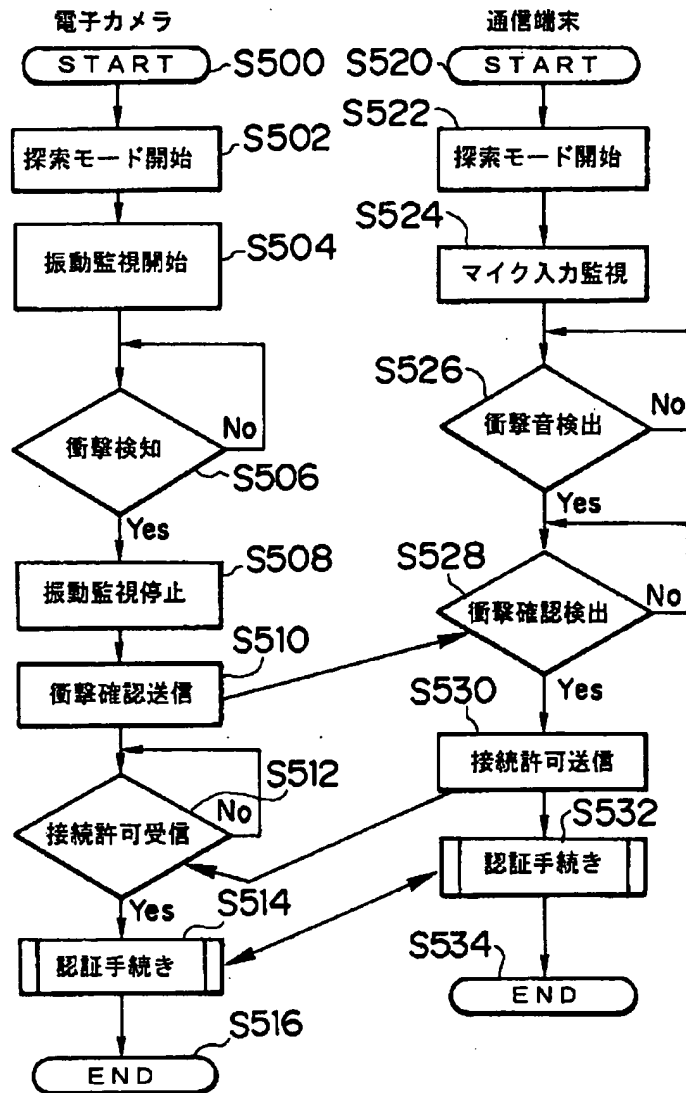 電子カメラ
START
S500
探索モード開始
S502
振動監視開始
S504
衝撃検知
No
S506
Yes
振動監視停止
S508
衝撃確認送信
S510
接続許可受信
No
S512
Yes
認証手続き
S514
END
S516
通信端末
S520
START
S522
探索モード開始
S524
マイク入力監視
S526
衝撃音検出
No
Yes
S528
衝撃確認検出
No
Yes
S530
接続許可送信
S532
認証手続き
S534
END